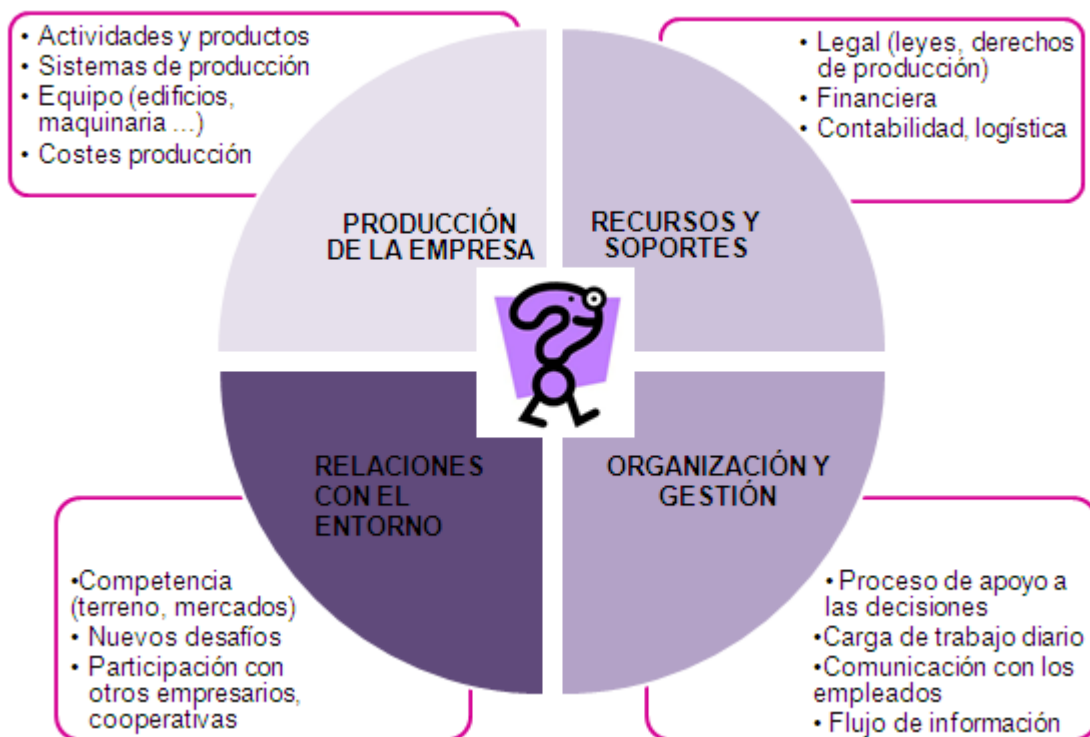 • Actividades y productos
• Sistemas de producción
• Equipo (edificios,
maquinaria ...)
• Costes producción
• Legal (leyes, derechos
de producción)
• Financiera
• Contabilidad, logística
PRODUCCIÓN
DE LA EMPRESA
RECURSOS Y
SOPORTES
RELACIONES
CON EL
ENTORNO
ORGANIZACIÓN Y
GESTIÓN
•Competencia
(terreno, mercados)
• Nuevos desafíos
• Participación con
otros empresarios,
cooperativas
• Proceso de apoyo a
las decisiones
•Carga de trabajo diario
•Comunicación con los
empleados
• Flujo de información